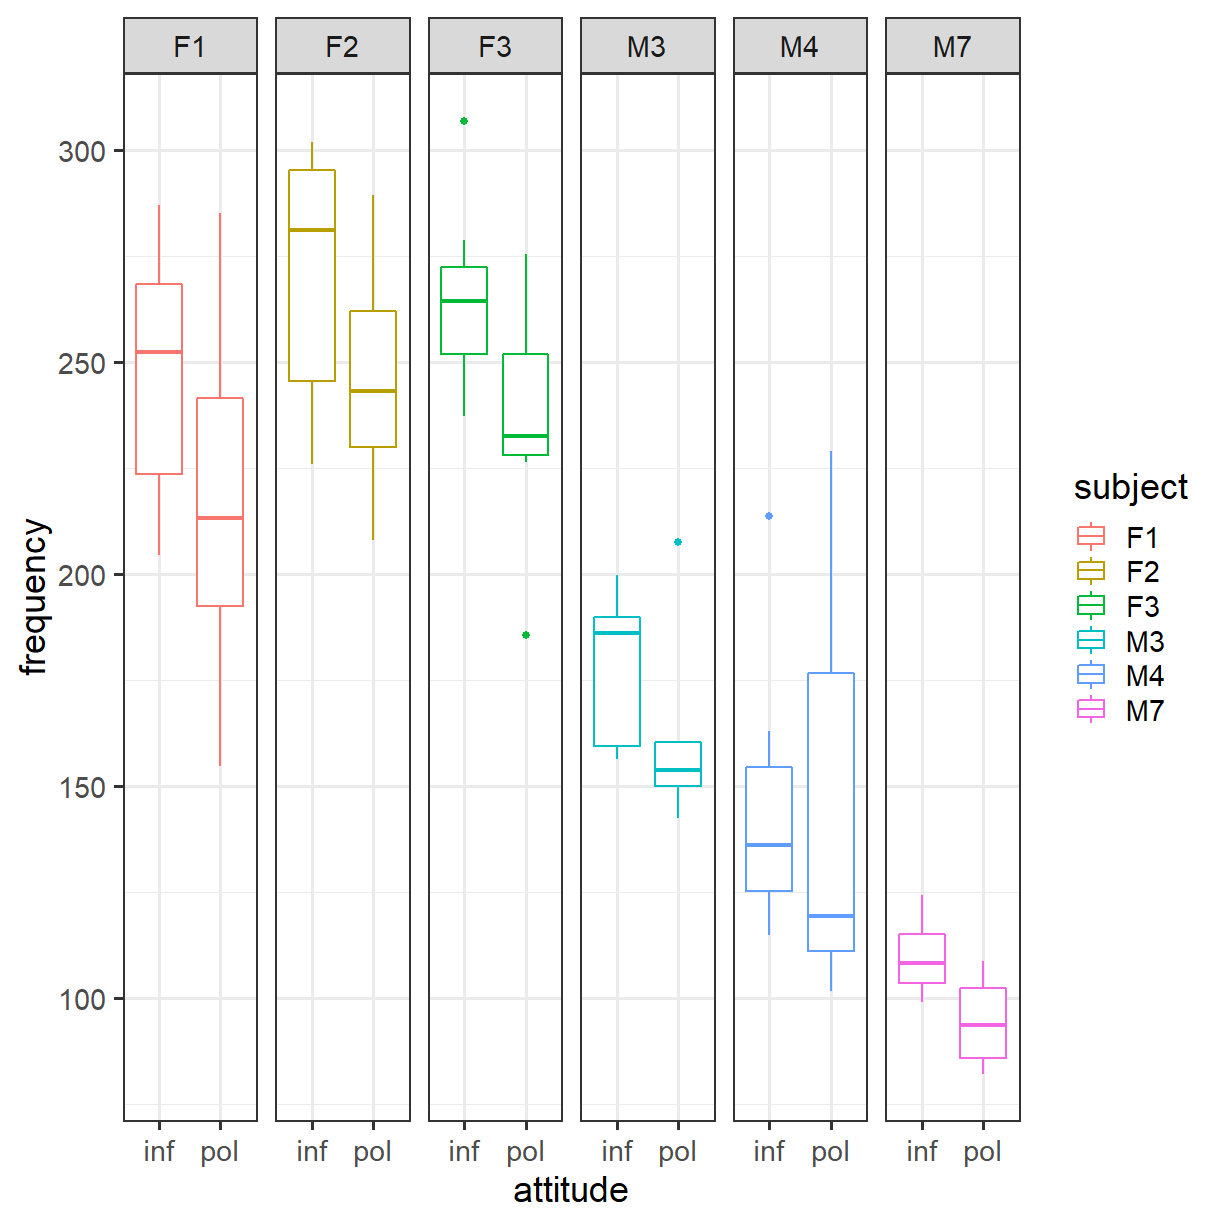 F1 F2 F3 M3 M4 M7
300
250
200
150
100
frequency
inf pol inf pol inf pol inf pol inf pol inf pol
attitude
subject
F1
F2
F3
M3
M4
M7